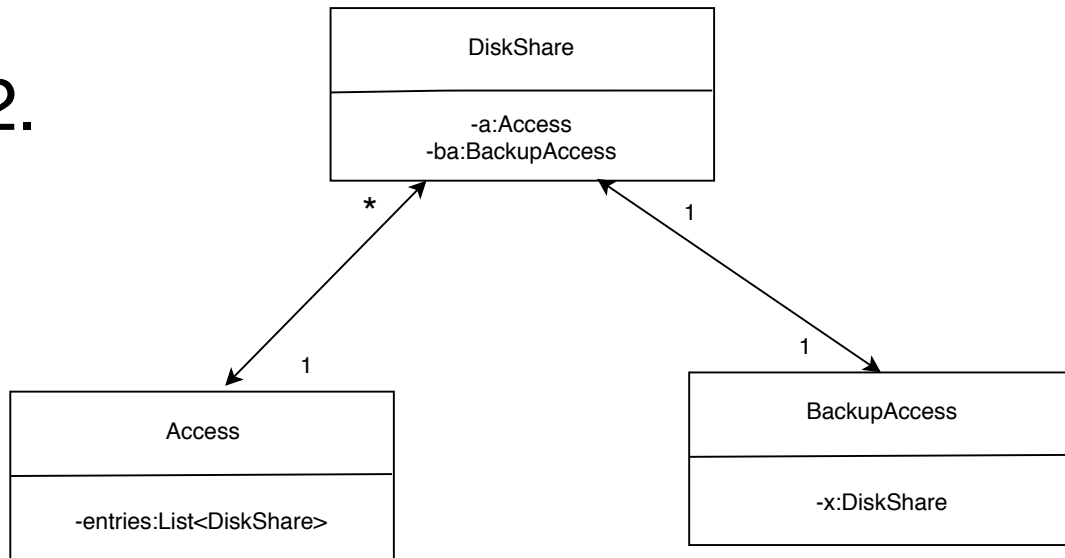 2.
DiskShare
-a:Access
-ba:BackupAccess
*
1
1
1
Access
-entries:List<DiskShare>
BackupAccess
-x:DiskShare